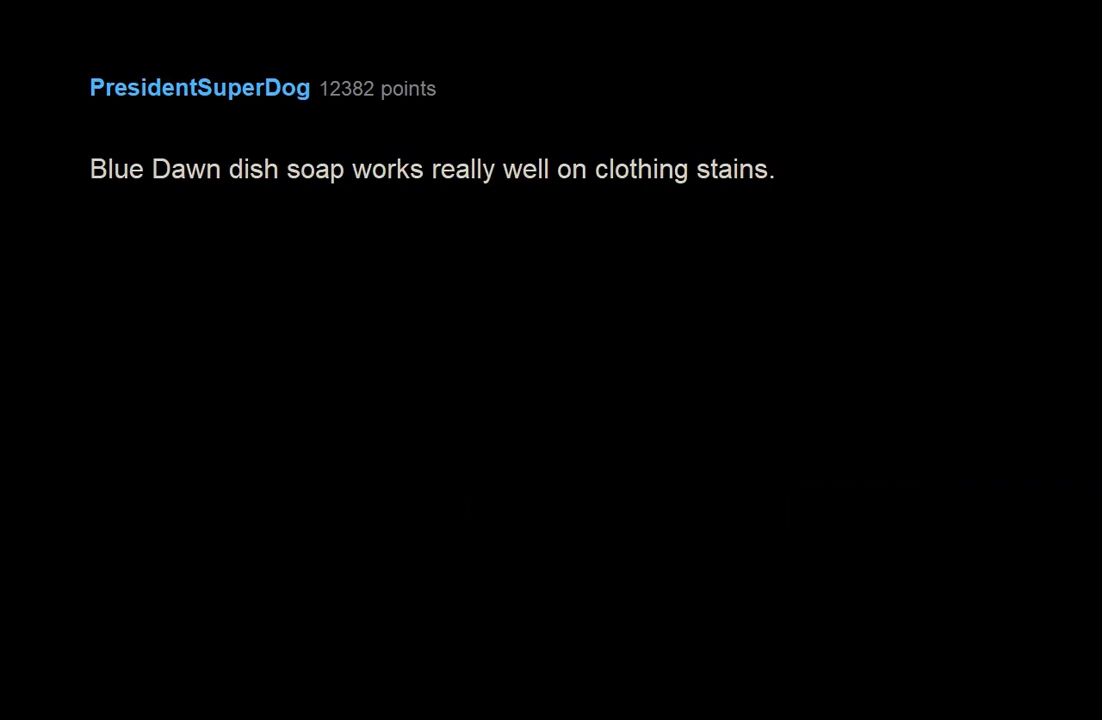 PresidentSuperDog 12382 points
Blue Dawn dish soap works really well on clothing stains.